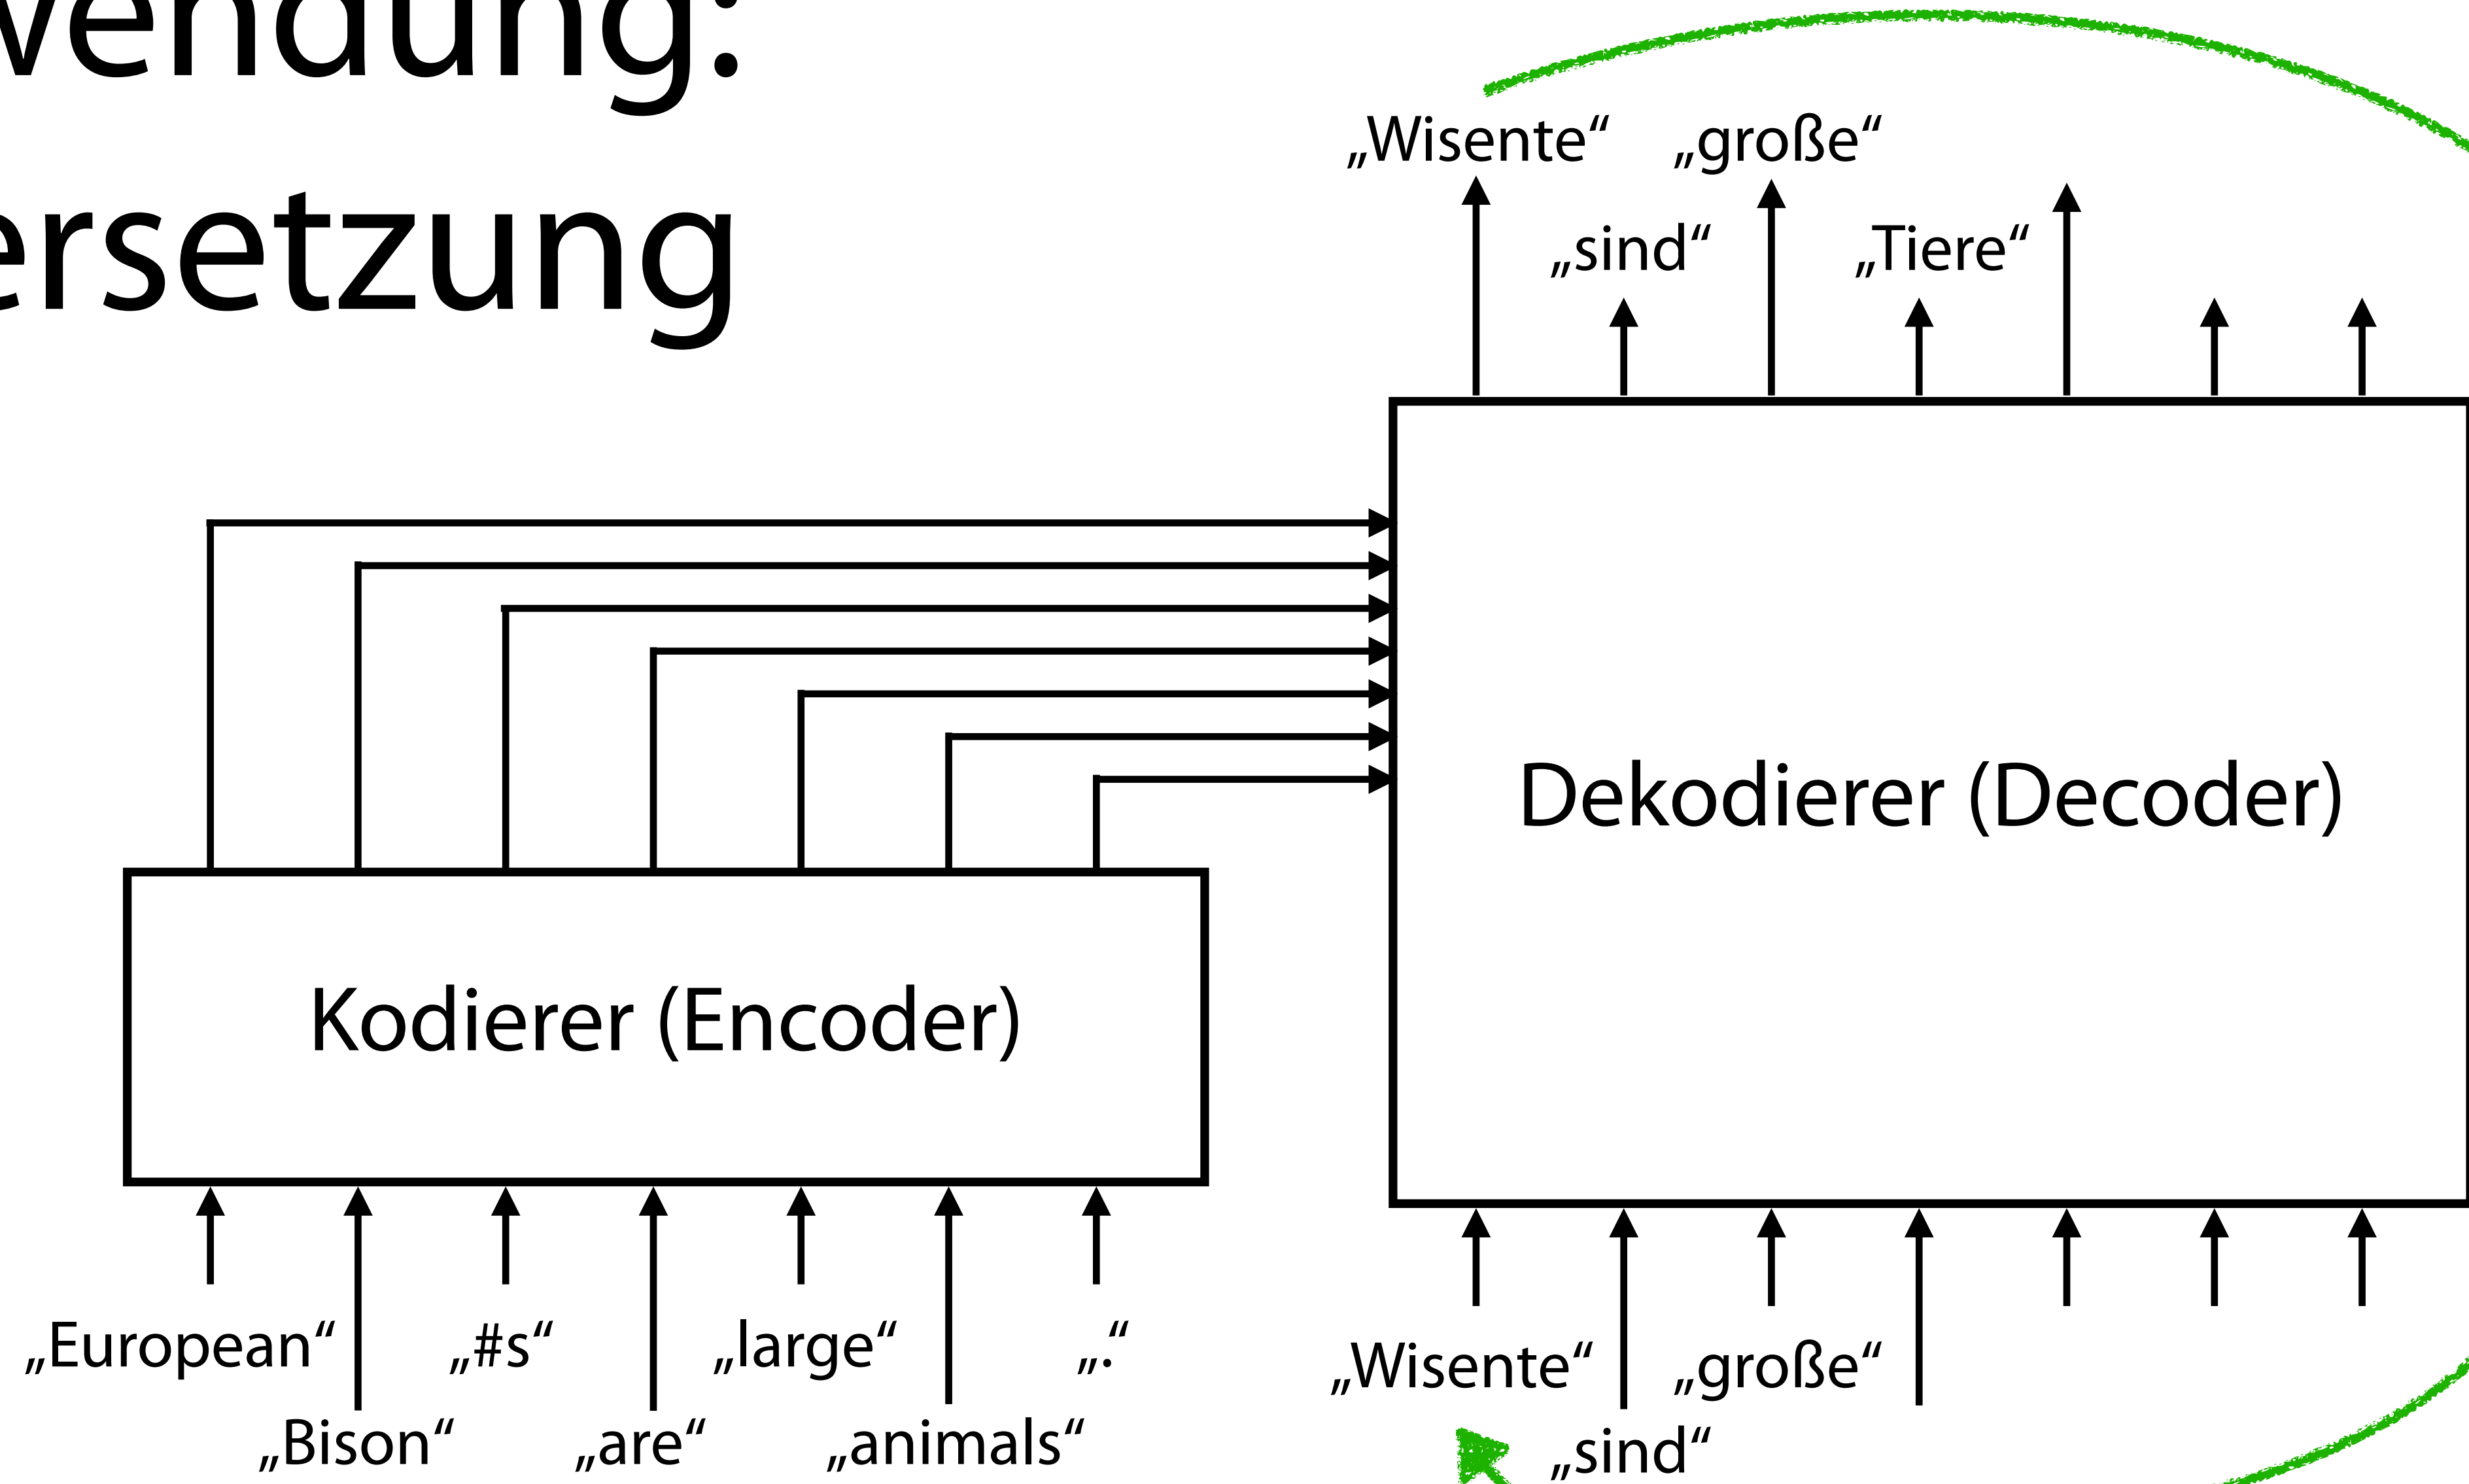 wendung:
ersetzung
„Wisente“ „große“
„sind“ „Tiere“
Dekodierer (Decoder)
Kodierer (Encoder)
„European“ „#s“ „large“ „.“
„Bison“ „are“ „animals“
„Wisente“ „große“
„sind“